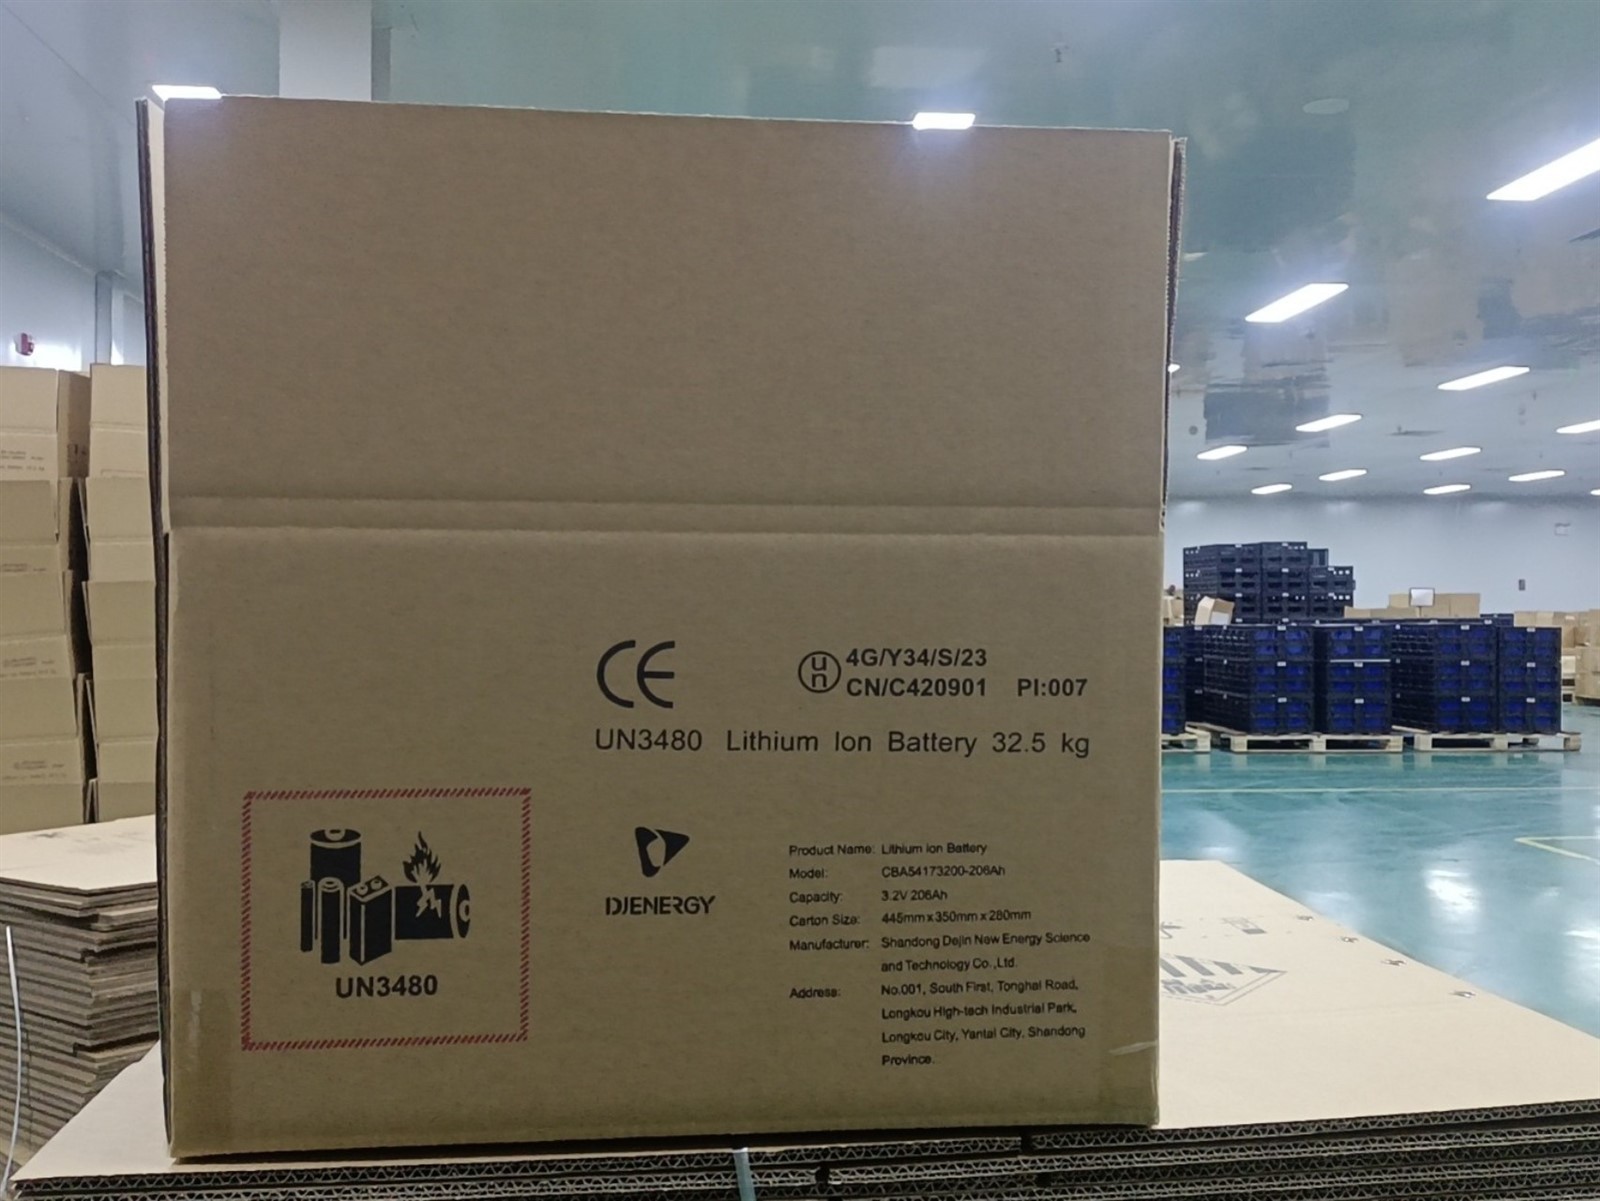 CE
un
4G/Y34/S/23
CN/C420901 PI:007
UN3480 Lithium Ion Battery 32.5 kg
UN3480
DJENERGY
Product Name: Lithium Ion Battery
Model: CBA54173200-206Ah
Capacity: 3.2V 206Ah
Carton Size: 445mm x 350mm x 280mm
Manufacturer: Shandong Dejin New Energy Science
and Technology Co.,Ltd.
Address: No.001, South First, Tonghai Road,
Longkou High-tech Industrial Park,
Longkou City, Yantai City, Shandong
Province.